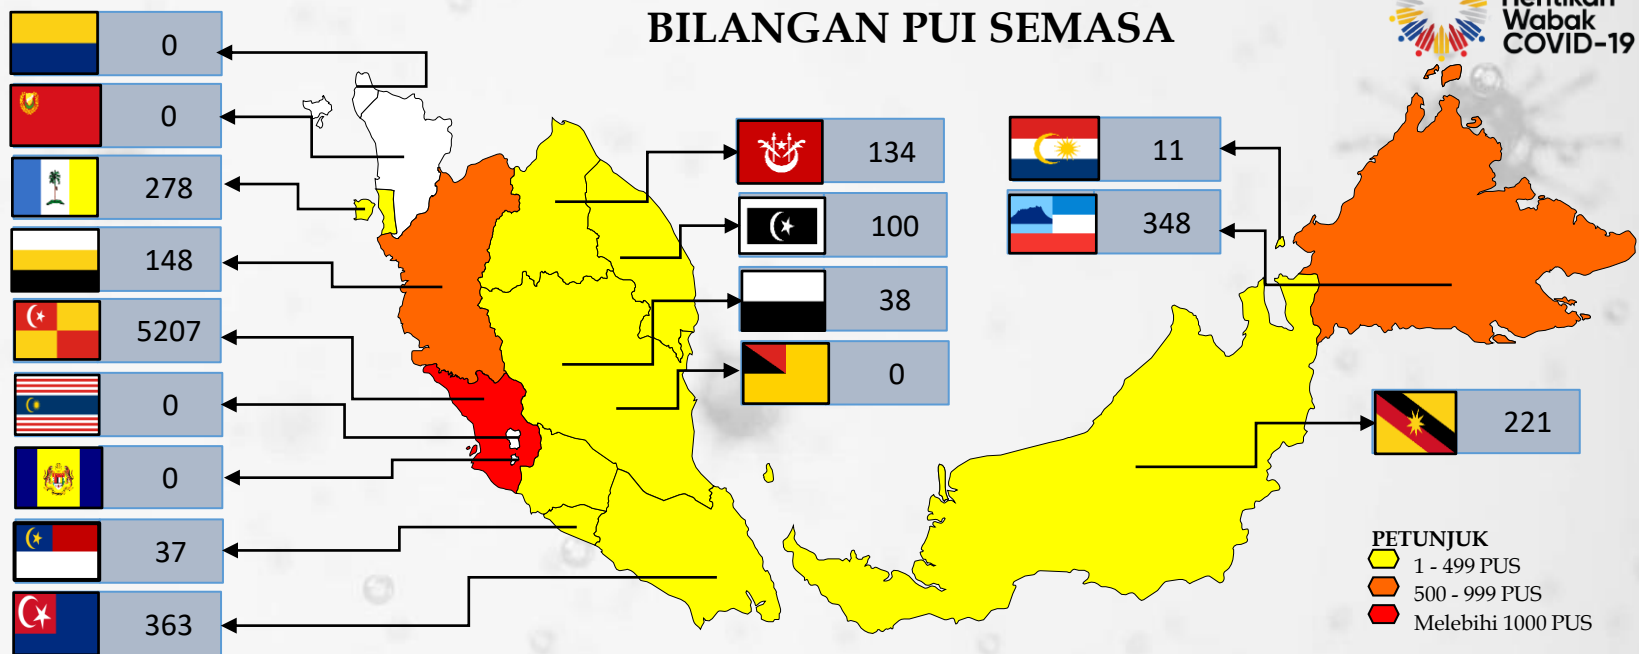 BILANGAN PUI SEMASA
Hentikan
Wabak
COVID-19
0
0
278
148
5207
0
0
37
363
134
100
38
0
11
348
221
PETUNJUK
1 - 499 PUS
500 - 999 PUS
Melebihi 1000 PUS